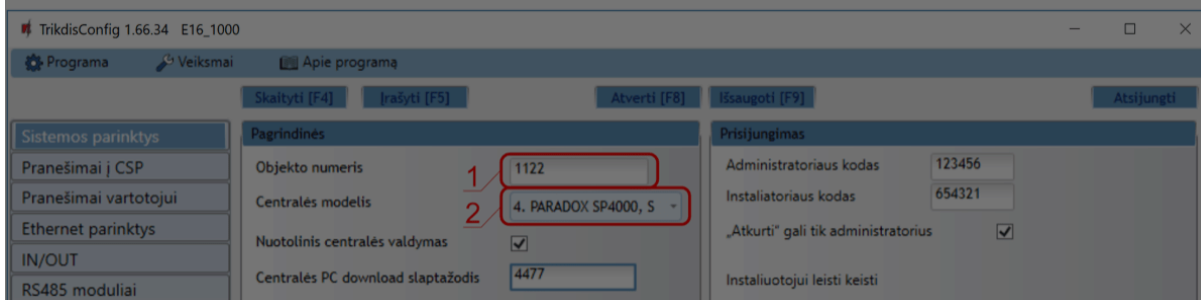 TrikdisConfig 1.66.34 E16_1000
Programa Veiksmai Apie programą
Skaityti [F4] Įrašyti [F5] Atverti [F8] Išsaugoti [F9] Atsijungti
Sistemos parinktys
Pranešimai į CSP
Pranešimai vartotojui
Ethernet parinktys
IN/OUT
RS485 moduliai
Pagrindinės
Objekto numeris 1 1122
Centralės modelis 2 4. PARADOX SP4000, S
Nuotolinis centralės valdymas
Centralės PC download slaptažodis 4477
Prisijungimas
Administratoriaus kodas 123456
Instaliatoriaus kodas 654321
„Atkurti" gali tik administratorius
Instaliuotojui leisti keisti